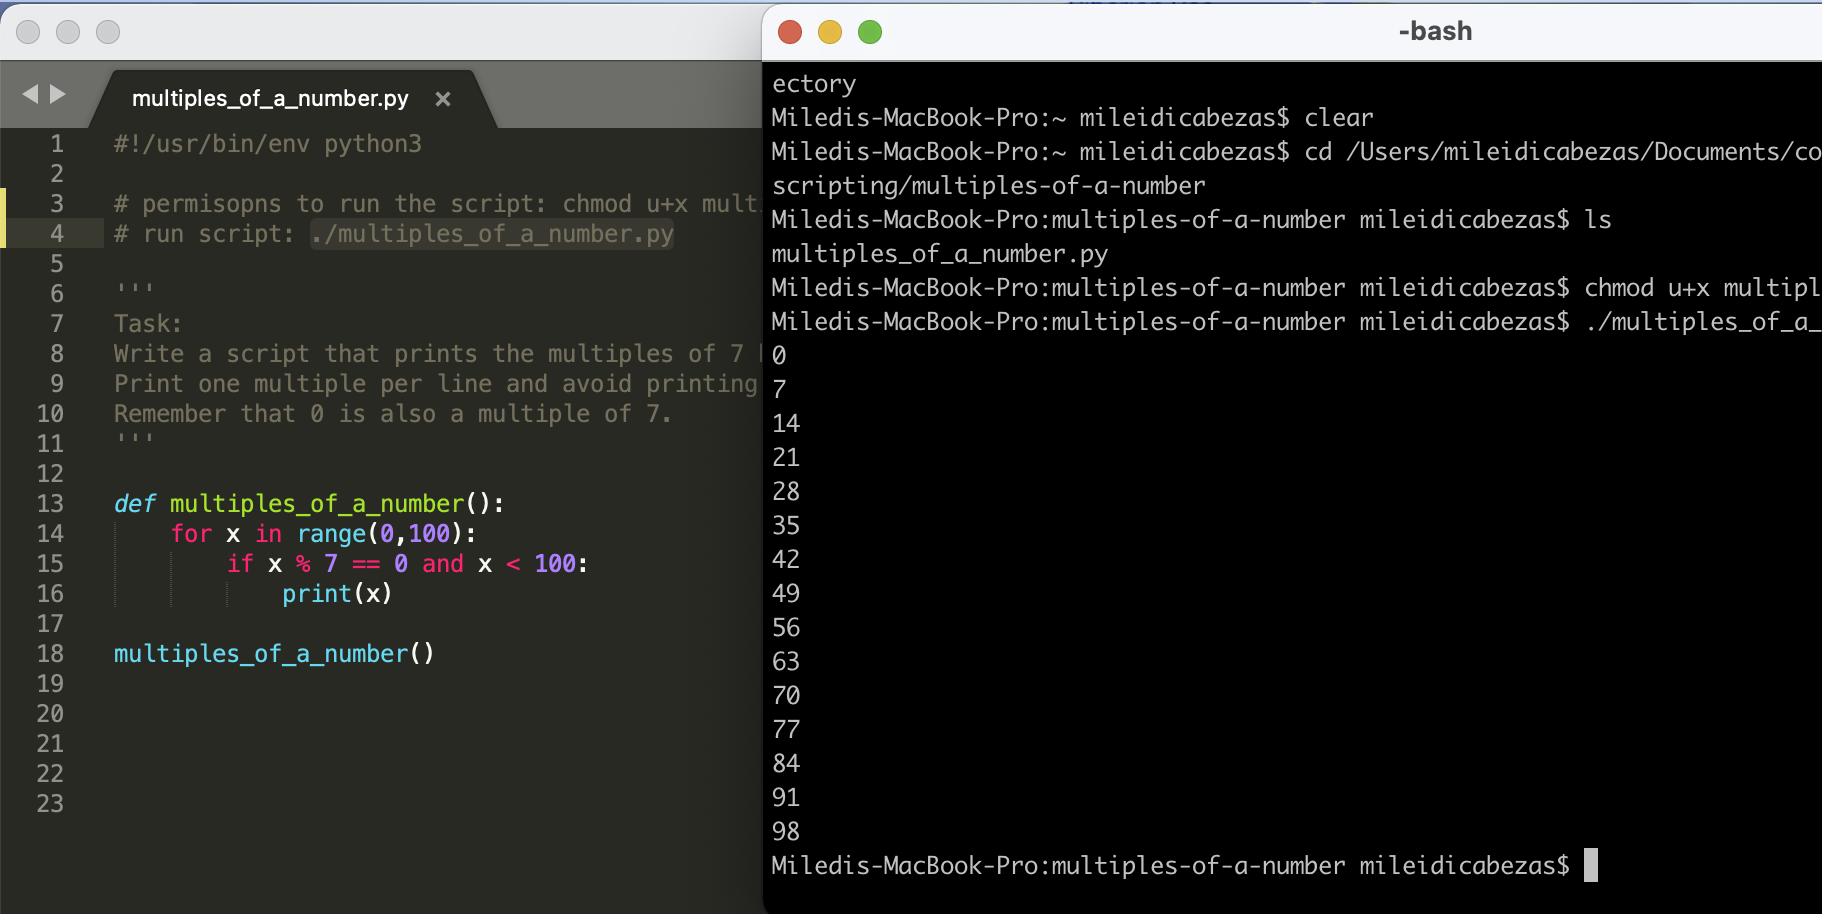 multiples_of_a_number.py
1 #!/usr/bin/env python3
2
3 # permisopns to run the script: chmod u+x
4 # run script: ./multiples_of_a_number.py
5
6 '''
7 Task:
8 Write a script that prints the multiples of 7
9 Print one multiple per line and avoid printing
10 Remember that 0 is also a multiple of 7.
11 '''
12
13 def multiples_of_a_number():
14 for x in range(0,100):
15 if x % 7 == 0 and x < 100:
16 print(x)
17
18 multiples_of_a_number()
19
20
21
22
23
-bash
ectory
Miledis-MacBook-Pro:~ mileidicabezas$ clear
Miledis-MacBook-Pro:~ mileidicabezas$ cd /Users/mileidicabezas/Documents/co
scripting/multiples-of-a-number
Miledis-MacBook-Pro:multiples-of-a-number mileidicabezas$ ls
multiples_of_a_number.py
Miledis-MacBook-Pro:multiples-of-a-number mileidicabezas$ chmod u+x multipl
Miledis-MacBook-Pro:multiples-of-a-number mileidicabezas$ ./multiples_of_a_
0
7
14
21
28
35
42
49
56
63
70
77
84
91
98
Miledis-MacBook-Pro:multiples-of-a-number mileidicabezas$